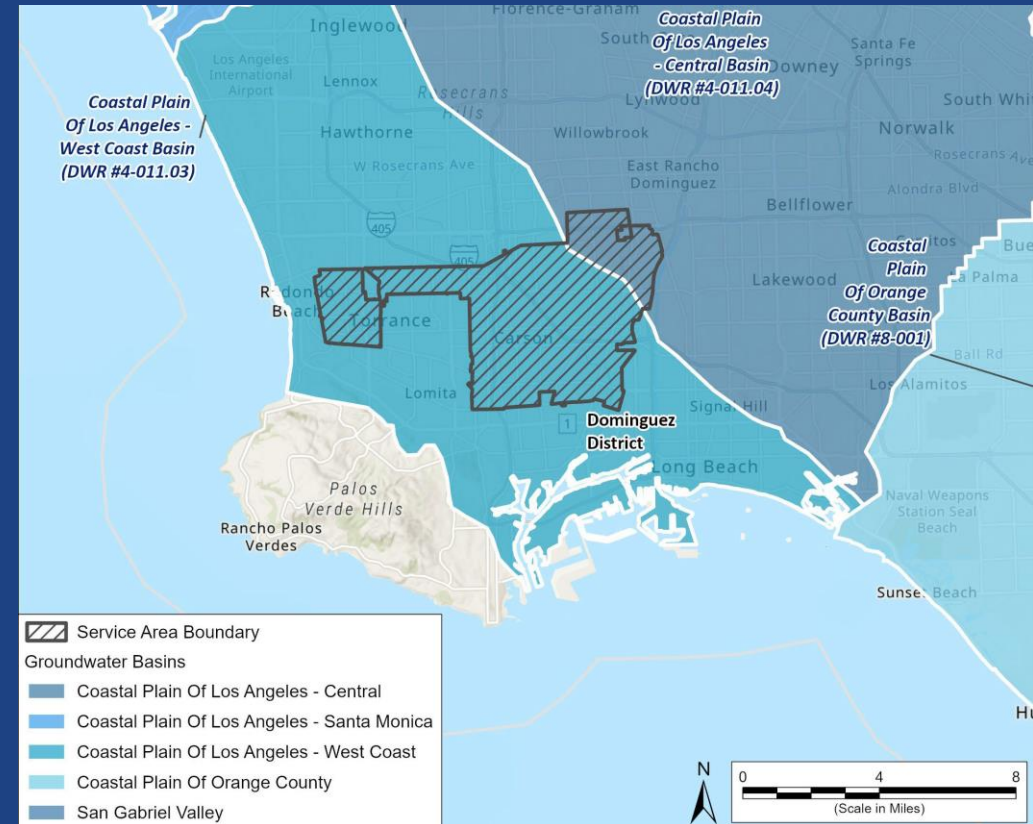 Florence-Graham
Inglewood
Coastal Plain
Of Los Angeles
- Central Basin
(DWR #4-011.04)
South
Santa Fe
Springs
Downey
Los Angeles
International
Airport
Lennox
Rosecrans
Hills
Lynwood
South Whi
Coastal Plain
Of Los Angeles -
West Coast Basin
(DWR #4-011.03)
Hawthorne
Willowbrook
Norwalk
W Rosecrans Ave
East Rancho
Dominguez
Rosecrans Ave
Alondra Blvd
Bellflower
405
405
Coastal
Plain
Of Orange
County Basin
(DWR #8-001)
Bue
La Palma
Lakewood
Redondo
Beach
Torrance
Carson
Ball Rd
Los Alamitos
Lomita
Signal Hill
1
Dominguez
District
Long Beach
Palos
Verde Hills
Naval Weapons
Station Seal
Beach
Rancho Palos
Verdes
Sunset Beach
Hu
Service Area Boundary
Groundwater Basins
Coastal Plain Of Los Angeles - Central
Coastal Plain Of Los Angeles - Santa Monica
Coastal Plain Of Los Angeles - West Coast
Coastal Plain Of Orange County
San Gabriel Valley
N
0 4 8
(Scale in Miles)